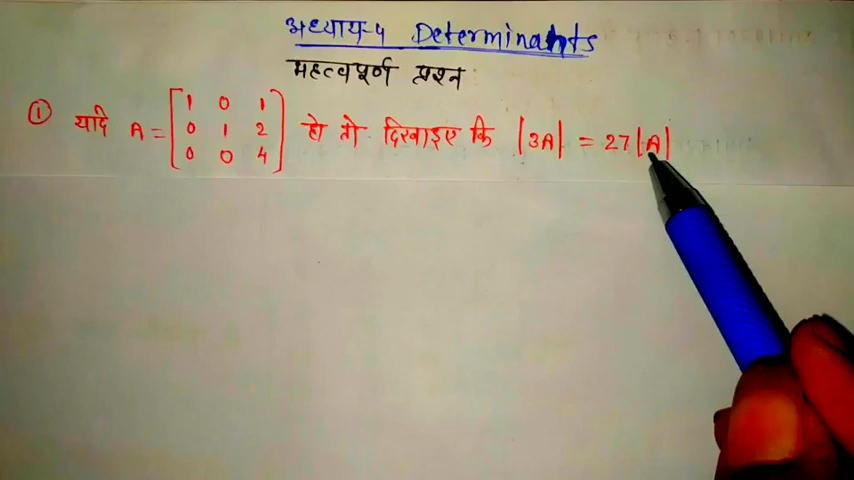 अध्याय-4 Determinants
महत्वपूर्ण प्रश्न
① यदि A = [1 0 1
0 1 2
0 0 4] हो तो दिखाइए कि |3A| = 27|A|